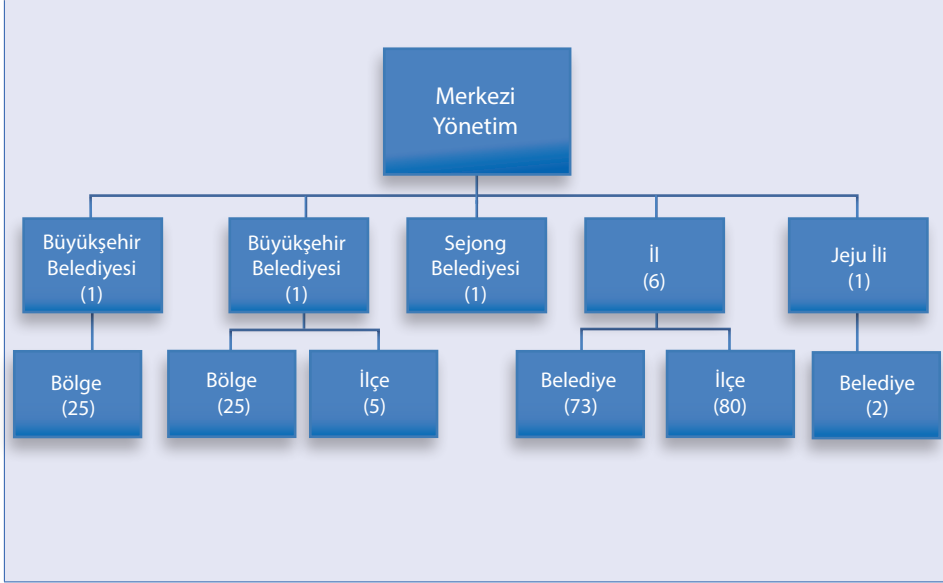 Merkezi
Yönetim
Büyükşehir
Belediyesi
(1)
Büyükşehir
Belediyesi
(1)
Sejong
Belediyesi
(1)
İl
(6)
Jeju İli
(1)
Bölge
(25)
Bölge
(25)
İlçe
(5)
Belediye
(73)
İlçe
(80)
Belediye
(2)